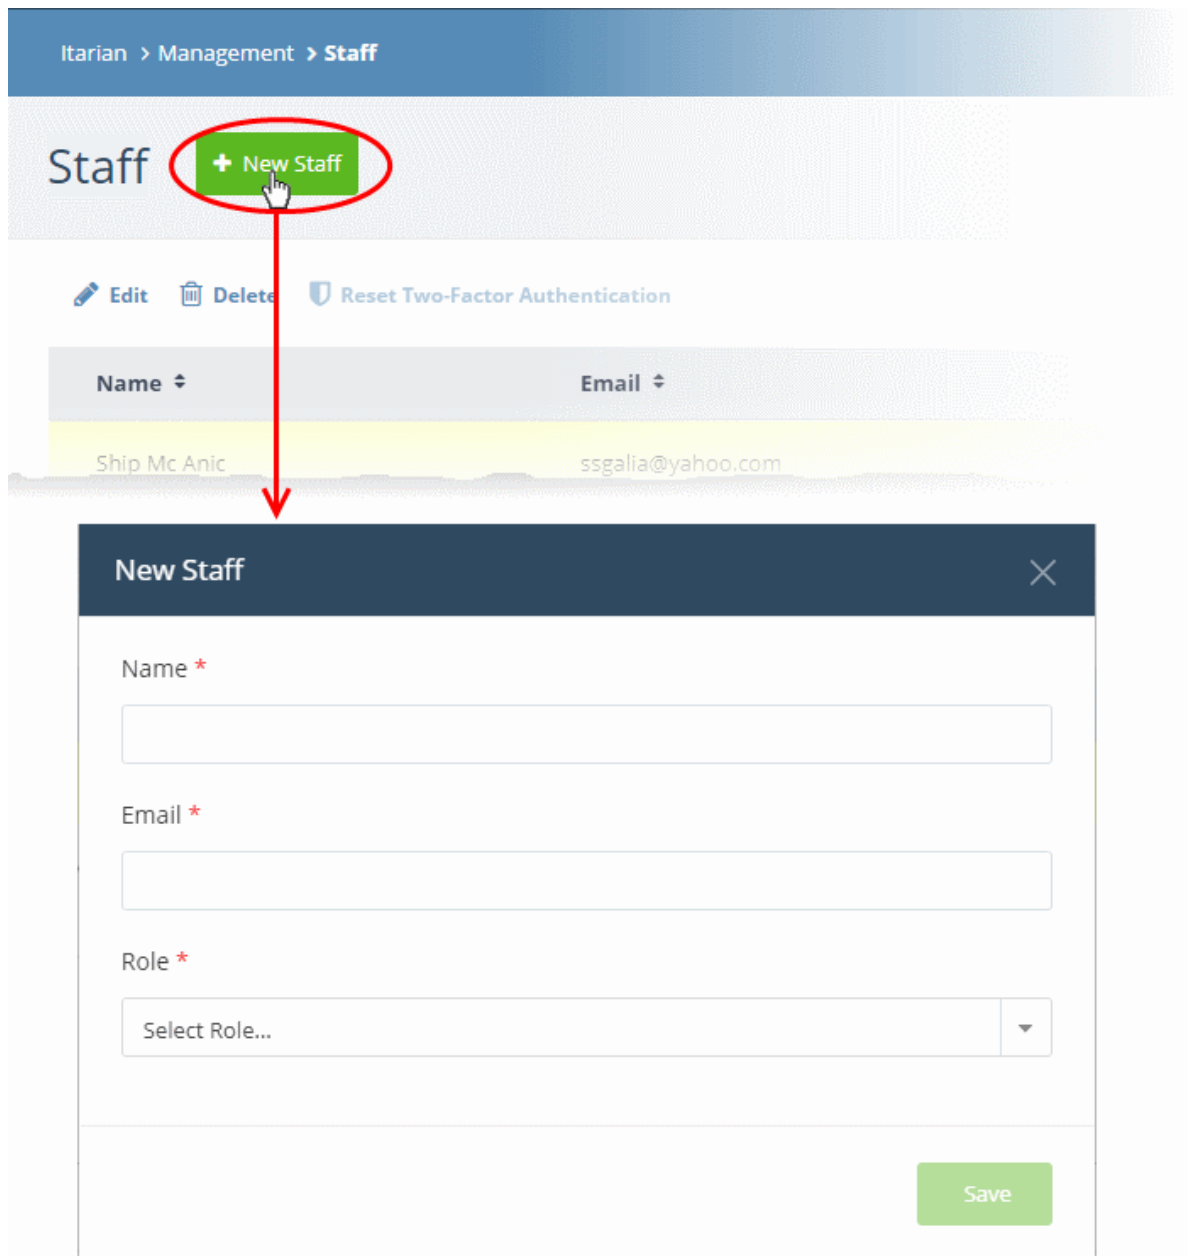 Itarian > Management > Staff
Staff + New Staff
Edit Delete Reset Two-Factor Authentication
Name Email
Ship Mc Anic ssgalia@yahoo.com
New Staff
Name *
Email *
Role *
Select Role...
Save